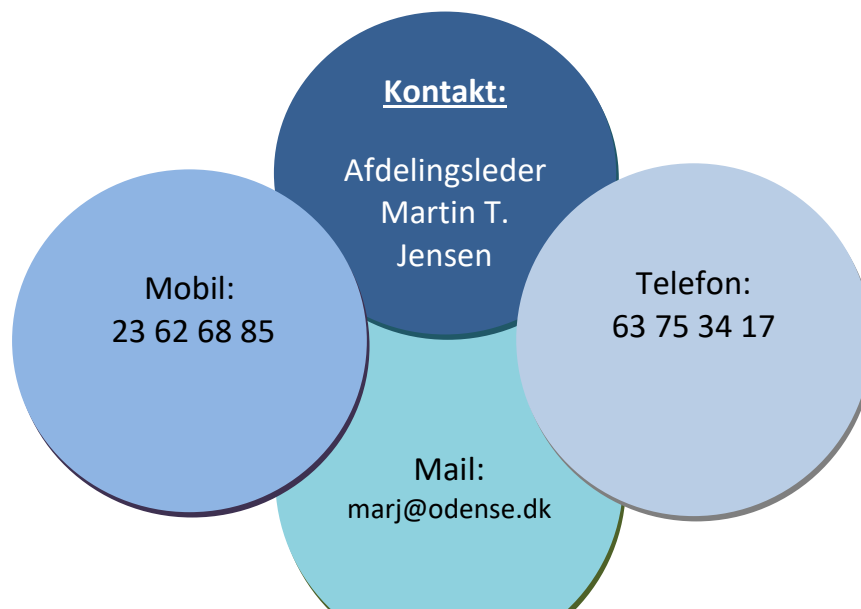 Kontakt:
Afdelingsleder
Martin T.
Jensen
Mobil:
23 62 68 85
Telefon:
63 75 34 17
Mail:
marj@odense.dk